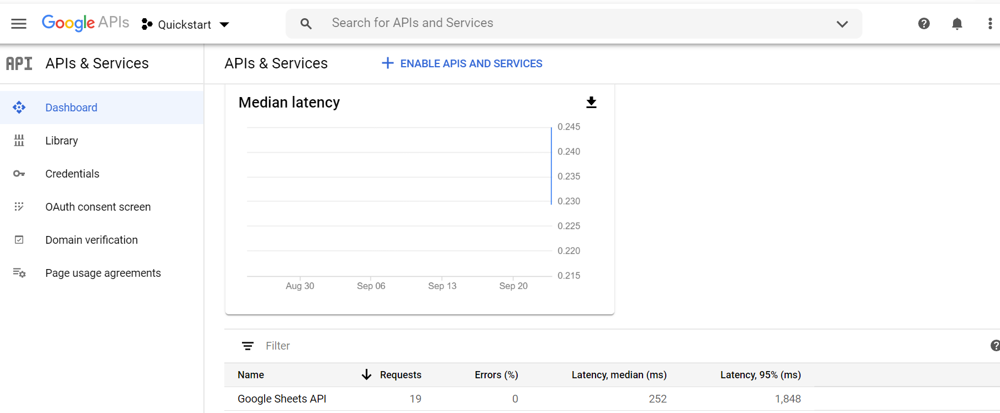 Google APIs Quickstart Search for APIs and Services
API APIs & Services
APIs & Services ENABLE APIS AND SERVICES
Dashboard
Library
Credentials
OAuth consent screen
Domain verification
Page usage agreements
Median latency
0.245
0.240
0.235
0.230
0.225
0.220
0.215
Aug 30 Sep 06 Sep 13 Sep 20
Filter
Name Requests Errors (%) Latency, median (ms) Latency, 95% (ms)
Google Sheets API 19 0 252 1,848